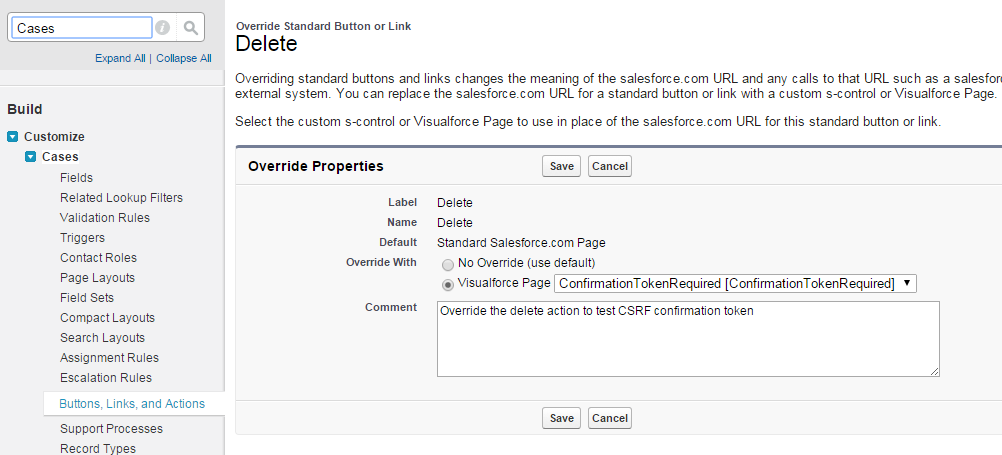 Cases
Expand All | Collapse All
Build
Customize
Cases
Fields
Related Lookup Filters
Validation Rules
Triggers
Contact Roles
Page Layouts
Field Sets
Compact Layouts
Search Layouts
Assignment Rules
Escalation Rules
Buttons, Links, and Actions
Support Processes
Record Types
Override Standard Button or Link
Delete
Overriding standard buttons and links changes the meaning of the salesforce.com URL and any calls to that URL such as a salesforc
external system. You can replace the salesforce.com URL for a standard button or link with a custom s-control or Visualforce Page.
Select the custom s-control or Visualforce Page to use in place of the salesforce.com URL for this standard button or link.
Override Properties Save Cancel
Label Delete
Name Delete
Default Standard Salesforce.com Page
Override With No Override (use default)
Visualforce Page ConfirmationTokenRequired [ConfirmationTokenRequired]
Comment Override the delete action to test CSRF confirmation token
Save Cancel